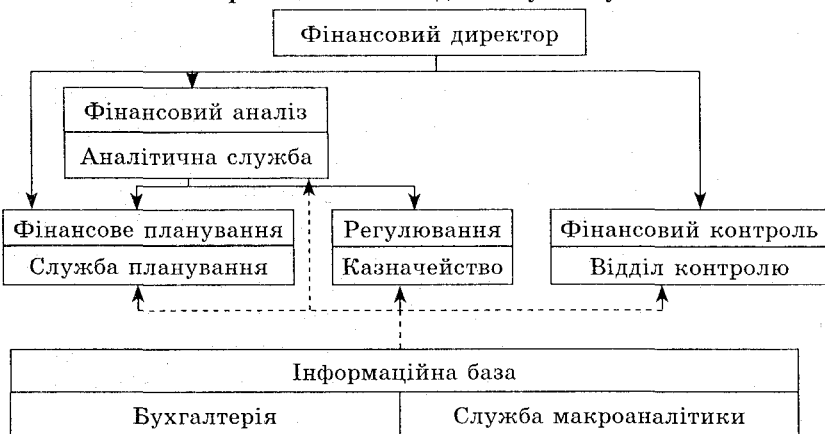 Фінансовий директор
Фінансовий аналіз
Аналітична служба
Фінансове планування
Служба планування
Регулювання
Казначейство
Фінансовий контроль
Відділ контролю
Інформаційна база
Бухгалтерія
Служба макроаналітики